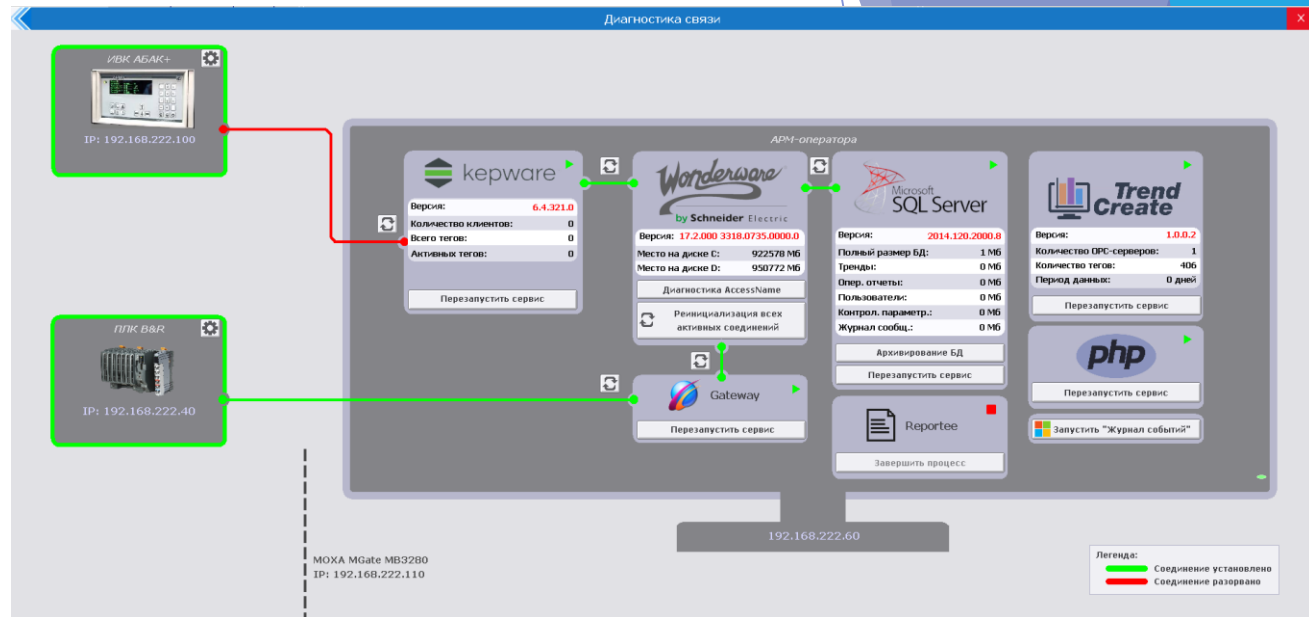 Диагностика связи
X
ИВК АБАК+
IP: 192.168.222.100
АРМ-оператора
kepware
Версия: 6.4.321.0
Количество клиентов: 0
Всего тегов: 0
Активных тегов: 0
Перезапустить сервис
Wonderware
by Schneider Electric
Версия: 17.2.000 3318.0735.0000.0
Место на диске C: 922578 Мб
Место на диске D: 950772 Мб
Диагностика AccessName
Реинициализация всех
активных соединений
Microsoft
SQL Server
Версия: 2014.120.2000.8
Полный размер БД: 1 Мб
Тренды: 0 Мб
Опер. отчеты: 0 Мб
Пользователи: 0 Мб
Контрол. параметр.: 0 Мб
Журнал сообщ.: 0 Мб
Архивирование БД
Перезапустить сервис
Trend
Create
Версия: 1.0.0.2
Количество OPC-серверов: 1
Количество тегов: 406
Период данных: 0 дней
Перезапустить сервис
php
Перезапустить сервис
Запустить "Журнал событий"
ПЛК B&R
IP: 192.168.222.40
Gateway
Перезапустить сервис
Reportee
Завершить процесс
192.168.222.60
MOXA MGate MB3280
IP: 192.168.222.110
Легенда:
Соединение установлено
Соединение разорвано